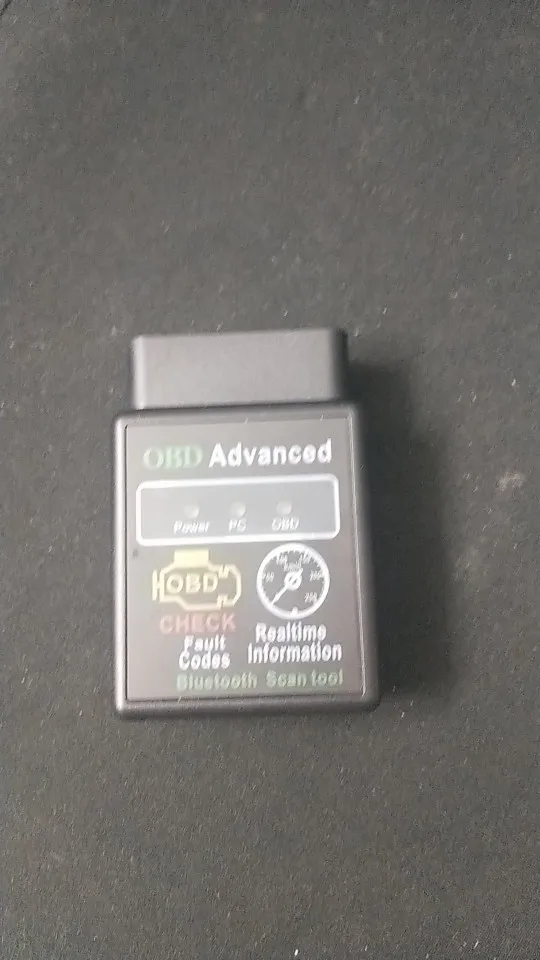 OBD Advanced
Power PC OBD
OBD
CHECK
Fault
Codes
Realtime
Information
Bluetooth Scan tool